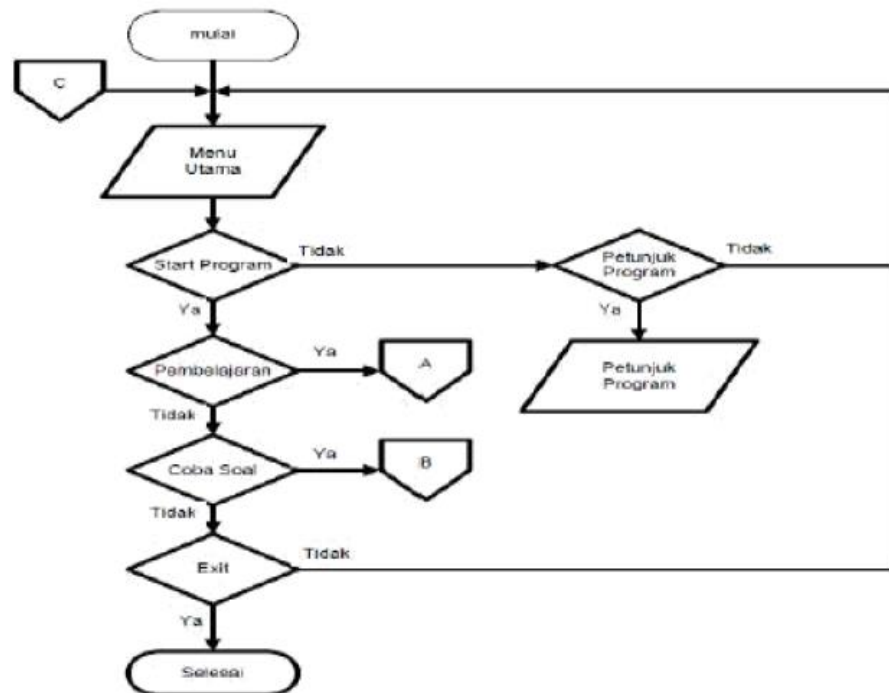 mulai
C
Menu
Utama
Start Program
Tidak
Petunjuk
Program
Tidak
Ya
Ya
Pembelajaran
Ya
A
Petunjuk
Program
Tidak
Coba Soal
Ya
B
Tidak
Exit
Tidak
Ya
Selesai